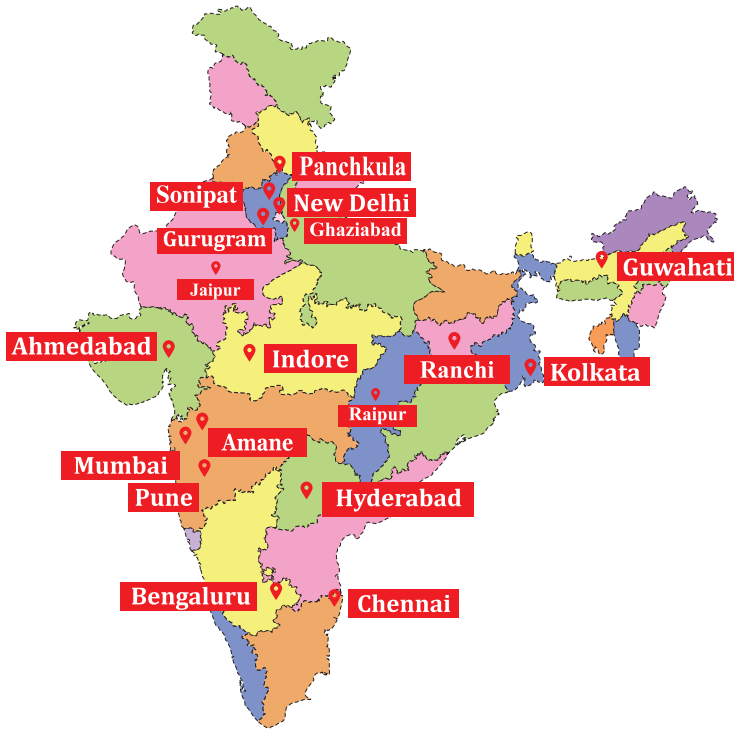 Panchkula
Sonipat
New Delhi
Ghaziabad
Gurugram
Guwahati
Jaipur
Ahmedabad
Indore
Ranchi
Kolkata
Raipur
Amane
Mumbai
Pune
Hyderabad
Bengaluru
Chennai